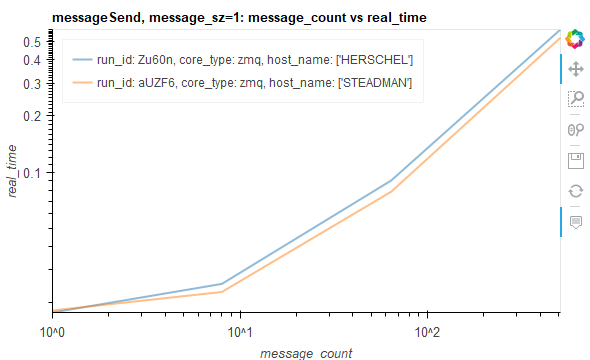 messageSend, message_sz=1: message_count vs real_time
run_id: Zu60n, core_type: zmq, host_name: ['HERSCHEL']
run_id: aUZF6, core_type: zmq, host_name: ['STEADMAN']
0.5
0.4
0.3
0.2
0.1
real_time
10^0
10^1
10^2
message_count